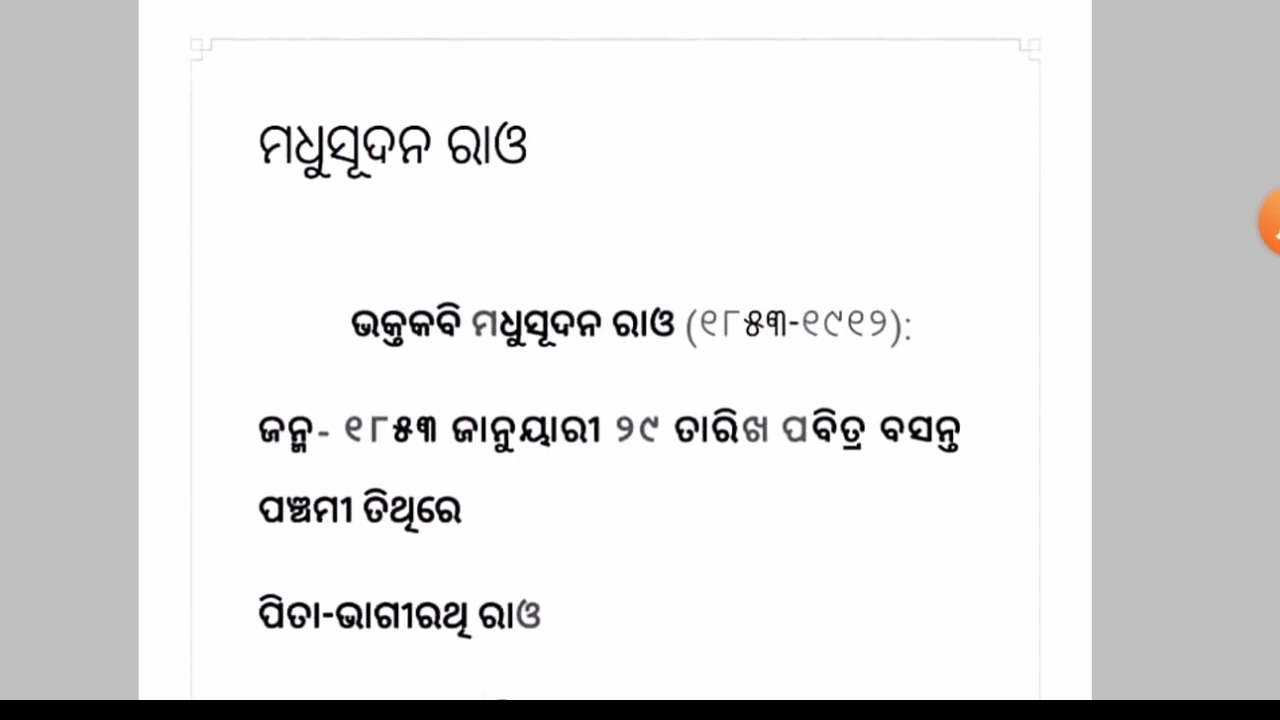 ମଧୁସୂଦନ ରାଓ
ଭକ୍ତକବି ମଧୁସୂଦନ ରାଓ (୧୮୫୩-୧୯୧୨):
ଜନ୍ମ- ୧୮୫୩ ଜାନୁୟାରୀ ୨୯ ତାରିଖ ପବିତ୍ର ବସନ୍ତ
ପଞ୍ଚମୀ ତିଥିରେ
ପିତା-ଭାଗୀରଥି ରାଓ